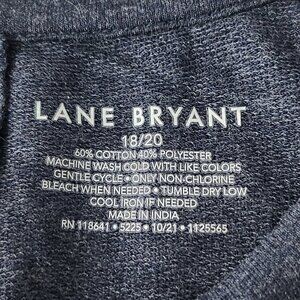 LANE BRYANT
18/20
60% COTTON 40% POLYESTER
MACHINE WASH COLD WITH LIKE COLORS
GENTLE CYCLE • ONLY NON-CHLORINE
BLEACH WHEN NEEDED • TUMBLE DRY LOW
COOL IRON IF NEEDED
MADE IN INDIA
RN 118641 • 5225 • 10/21 • 1125565